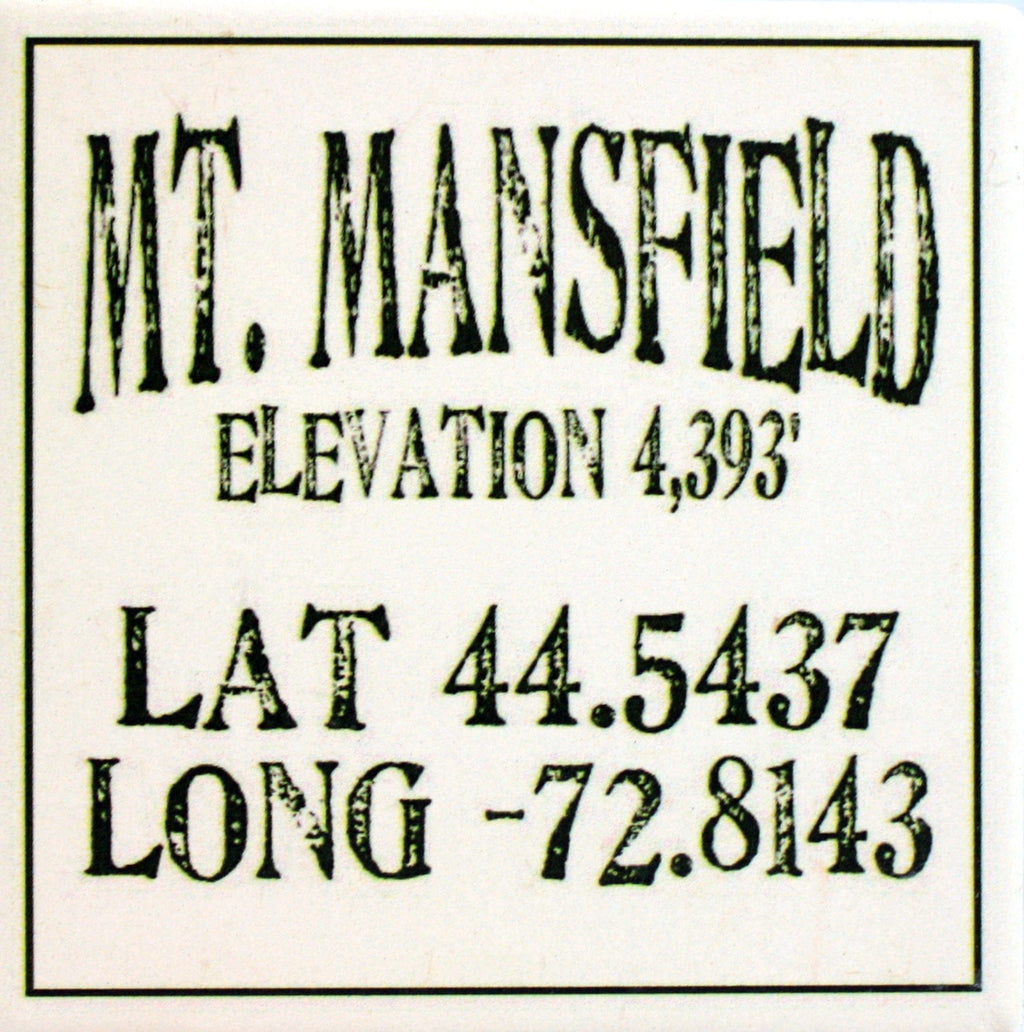 MT. MANSFIELD
ELEVATION 4,393'
LAT 44.5437
LONG -72.8143